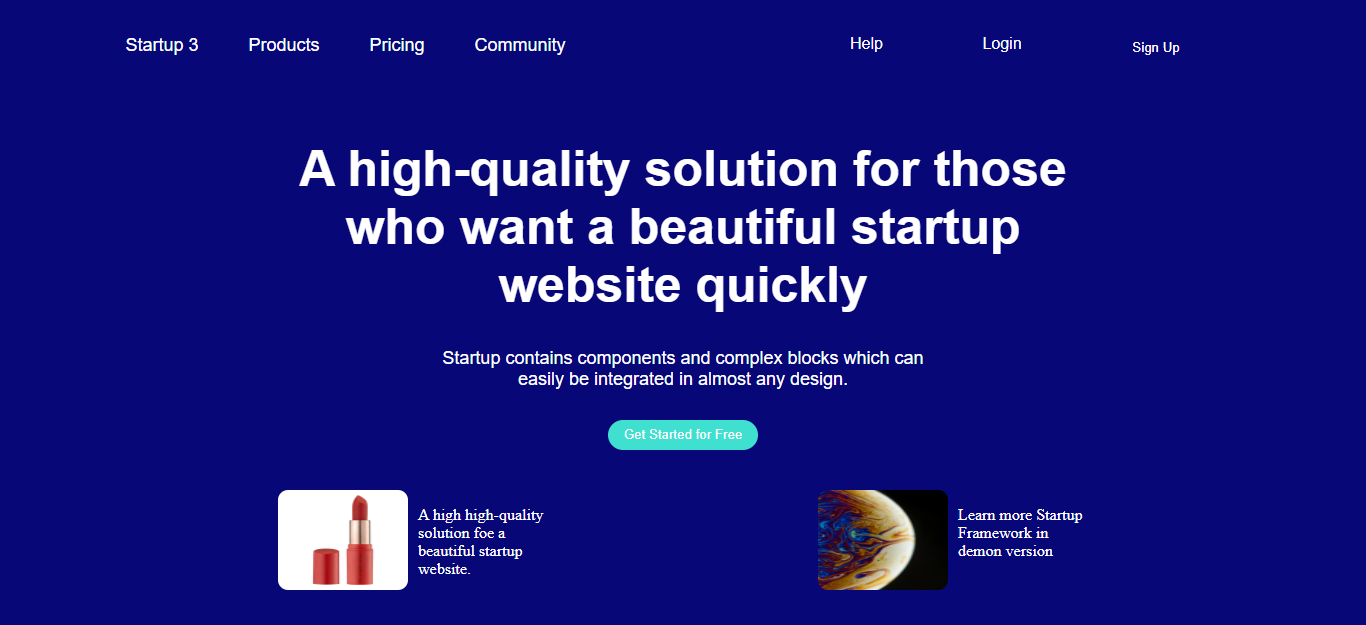 Startup 3 Products Pricing Community Help Login Sign Up
A high-quality solution for those
who want a beautiful startup
website quickly
Startup contains components and complex blocks which can
easily be integrated in almost any design.
Get Started for Free
A high high-quality
solution foe a
beautiful startup
website.
Learn more Startup
Framework in
demon version